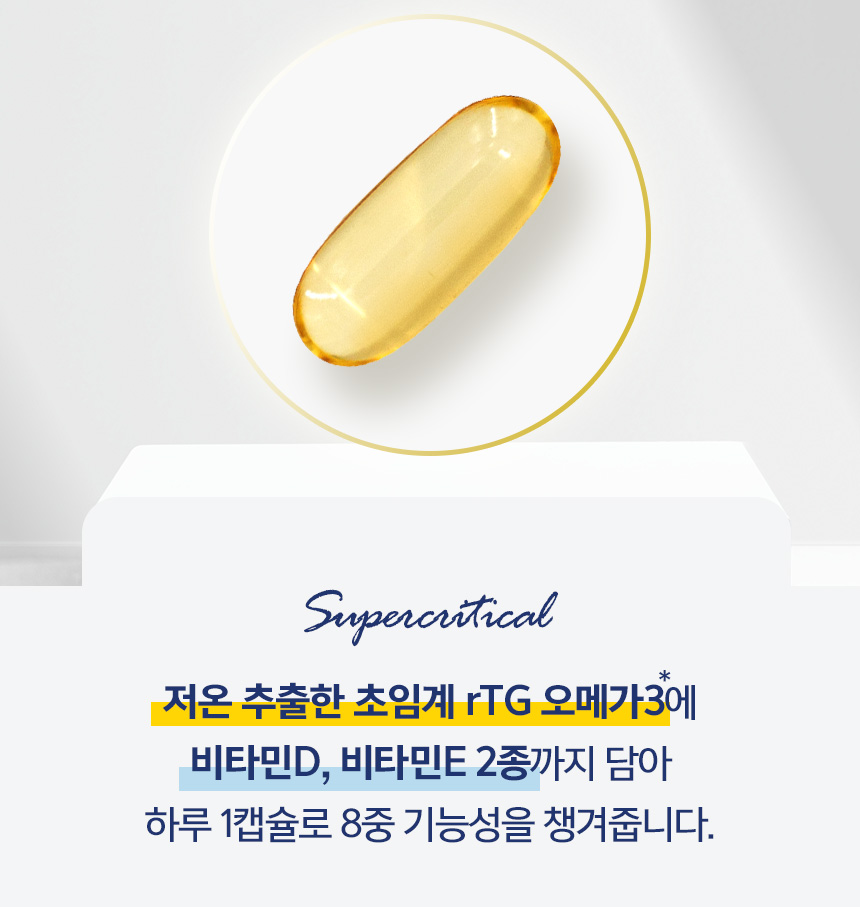 Supercritical
저온 추출한 초임계 rTG 오메가3*에
비타민D, 비타민E 2종까지 담아
하루 1캡슐로 8중 기능성을 챙겨줍니다.